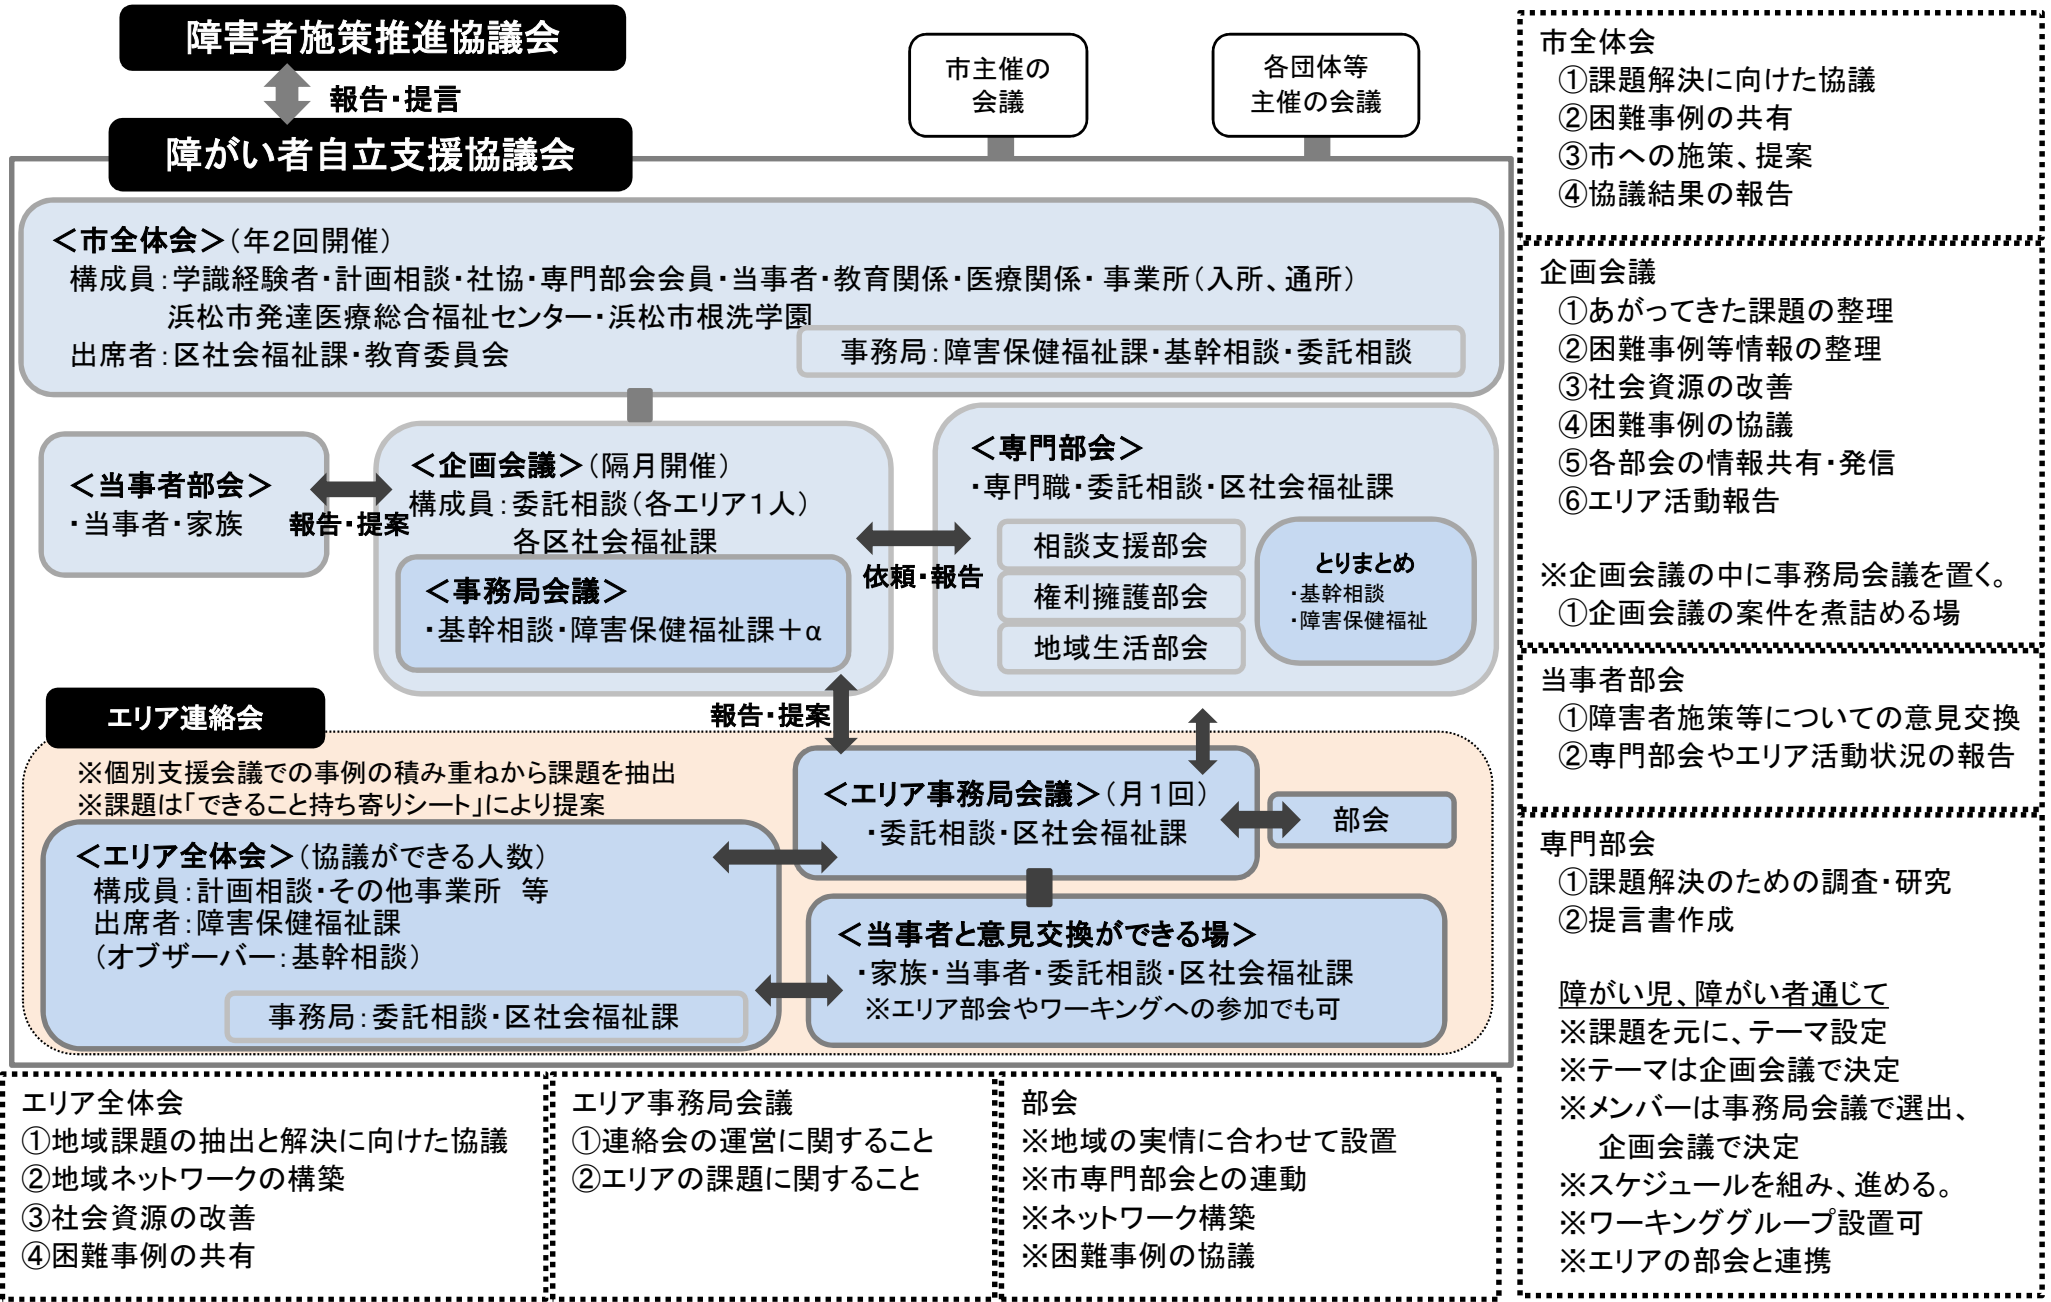 障害者施策推進協議会
報告・提言
障がい者自立支援協議会
市主催の
会議
各団体等
主催の会議
＜市全体会＞（年２回開催）
構成員：学識経験者・計画相談・社協・専門部会会員・当事者・教育関係・医療関係・ 事業所（入所、通所）
浜松市発達医療総合福祉センター・浜松市根洗学園
出席者：区社会福祉課・教育委員会
事務局：障害保健福祉課・基幹相談・委託相談
＜当事者部会＞
・当事者・家族
報告・提案
＜企画会議＞（隔月開催）
構成員：委託相談（各エリア１人）
各区社会福祉課
＜事務局会議＞
・基幹相談・障害保健福祉課＋α
依頼・報告
＜専門部会＞
・専門職・委託相談・区社会福祉課
相談支援部会
権利擁護部会
地域生活部会
とりまとめ
・基幹相談
・障害保健福祉
エリア連絡会
報告・提案
※個別支援会議での事例の積み重ねから課題を抽出
※課題は「できること持ち寄りシート」により提案
＜エリア事務局会議＞（月１回）
・委託相談・区社会福祉課
部会
＜エリア全体会＞（協議ができる人数）
構成員：計画相談・その他事業所　等
出席者：障害保健福祉課
（オブザーバー：基幹相談）
事務局：委託相談・区社会福祉課
＜当事者と意見交換ができる場＞
・家族・当事者・委託相談・区社会福祉課
※エリア部会やワーキングへの参加でも可
エリア全体会
①地域課題の抽出と解決に向けた協議
②地域ネットワークの構築
③社会資源の改善
④困難事例の共有
エリア事務局会議
①連絡会の運営に関すること
②エリアの課題に関すること
部会
※地域の実情に合わせて設置
※市専門部会との連動
※ネットワーク構築
※困難事例の協議
市全体会
①課題解決に向けた協議
②困難事例の共有
③市への施策、提案
④協議結果の報告
企画会議
①あがってきた課題の整理
②困難事例等情報の整理
③社会資源の改善
④困難事例の協議
⑤各部会の情報共有・発信
⑥エリア活動報告
※企画会議の中に事務局会議を置く。
①企画会議の案件を煮詰める場
当事者部会
①障害者施策等についての意見交換
②専門部会やエリア活動状況の報告
専門部会
①課題解決のための調査・研究
②提言書作成
障がい児、障がい者通じて
※課題を元に、テーマ設定
※テーマは企画会議で決定
※メンバーは事務局会議で選出、
企画会議で決定
※スケジュールを組み、進める。
※ワーキンググループ設置可
※エリアの部会と連携